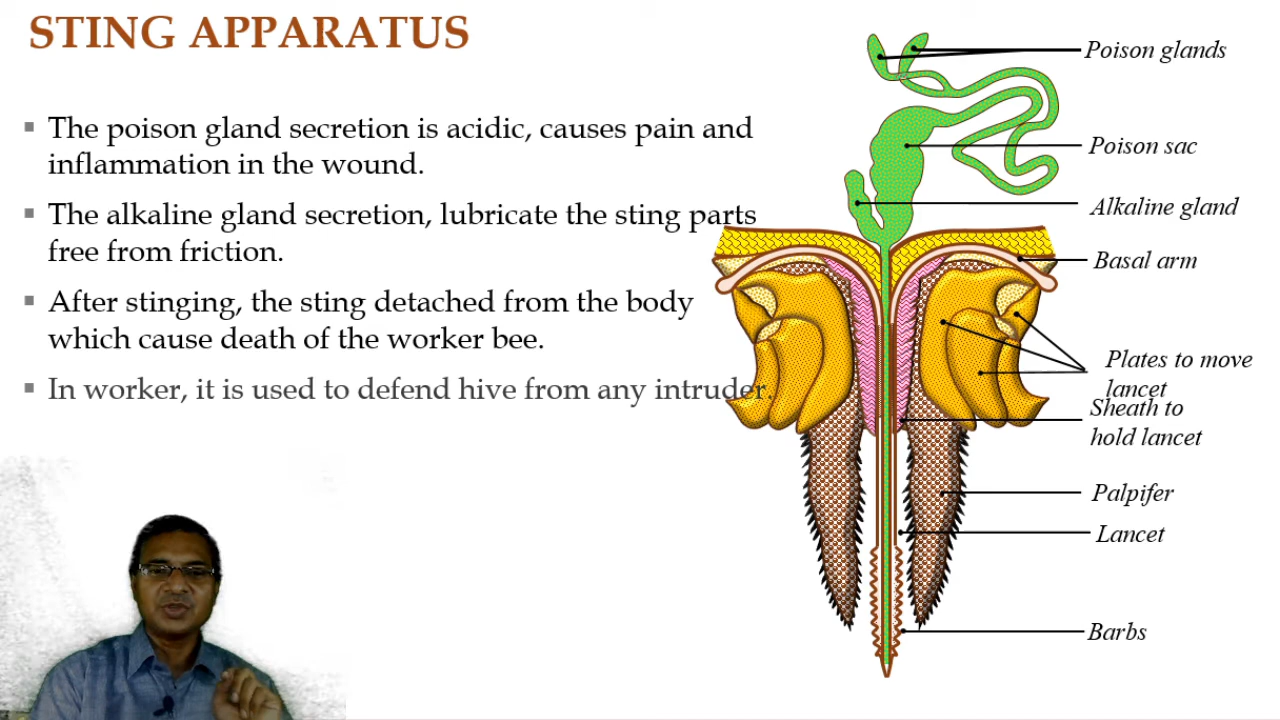 STING APPARATUS
▪ The poison gland secretion is acidic, causes pain and
inflammation in the wound.
▪ The alkaline gland secretion, lubricate the sting parts
free from friction.
▪ After stinging, the sting detached from the body
which cause death of the worker bee.
▪ In worker, it is used to defend hive from any intruder.
Poison glands
Poison sac
Alkaline gland
Basal arm
Plates to move
lancet
Sheath to
hold lancet
Palpifer
Lancet
Barbs